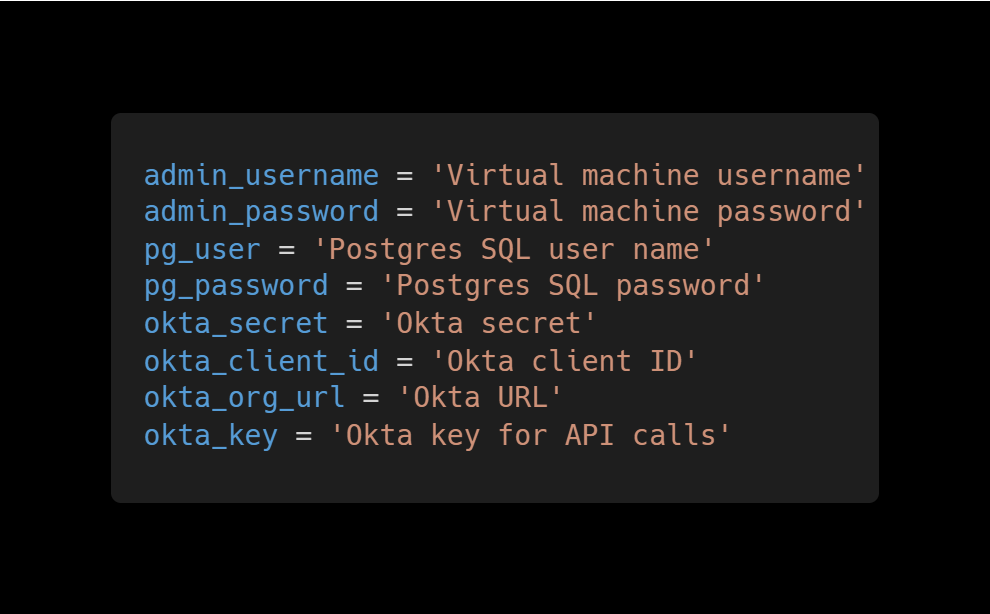 admin_username = 'Virtual machine username'
admin_password = 'Virtual machine password'
pg_user = 'Postgres SQL user name'
pg_password = 'Postgres SQL password'
okta_secret = 'Okta secret'
okta_client_id = 'Okta client ID'
okta_org_url = 'Okta URL'
okta_key = 'Okta key for API calls'